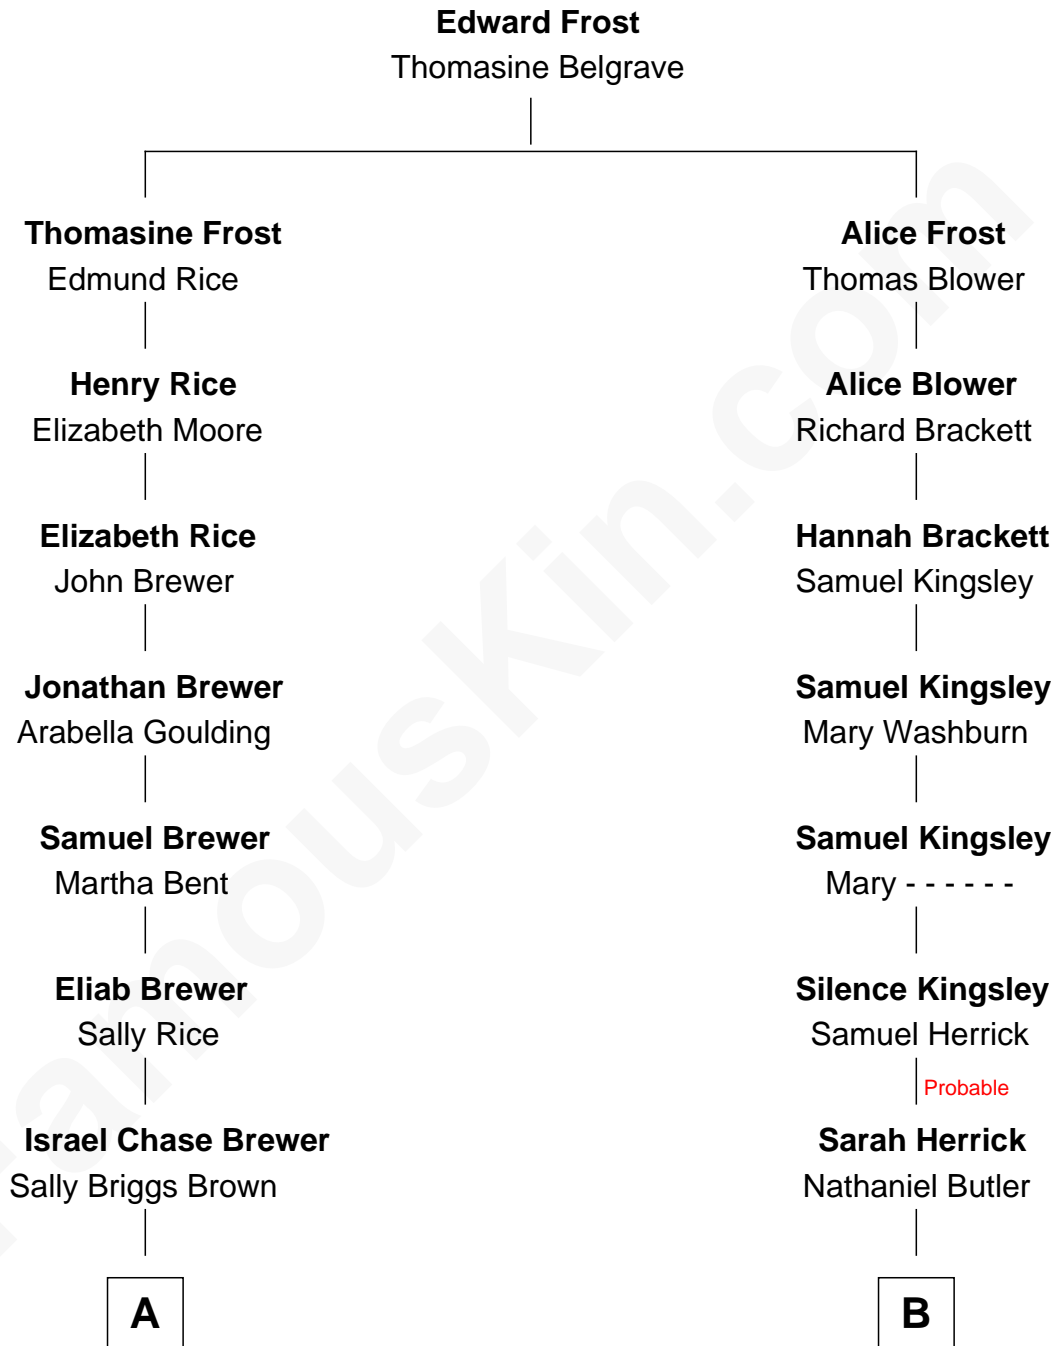 Edward Frost
Thomasine Belgrave
Thomasine Frost
Edmund Rice
Henry Rice
Elizabeth Moore
Elizabeth Rice
John Brewer
Jonathan Brewer
Arabella Goulding
Samuel Brewer
Martha Bent
Eliab Brewer
Sally Rice
Israel Chase Brewer
Sally Briggs Brown
A
Alice Frost
Thomas Blower
Alice Blower
Richard Brackett
Hannah Brackett
Samuel Kingsley
Samuel Kingsley
Mary Washburn
Samuel Kingsley
Mary - - - - - -
Silence Kingsley
Samuel Herrick
Probable
Sarah Herrick
Nathaniel Butler
B
FamousKin.com